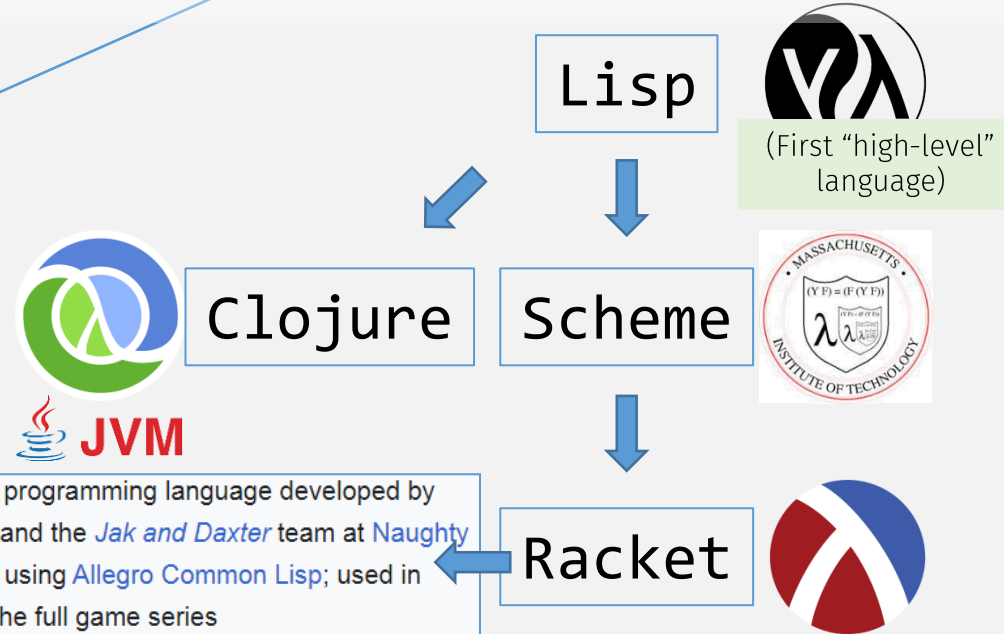 Lisp
(First “high-level”
language)
Clojure
Scheme
MASSACHUSETTS
(Y F) = (F (Y F))
λ
INSTITUTE OF TECHNOLOGY
JVM
programming language developed by
and the Jak and Daxter team at Naughty
using Allegro Common Lisp; used in
he full game series
Racket